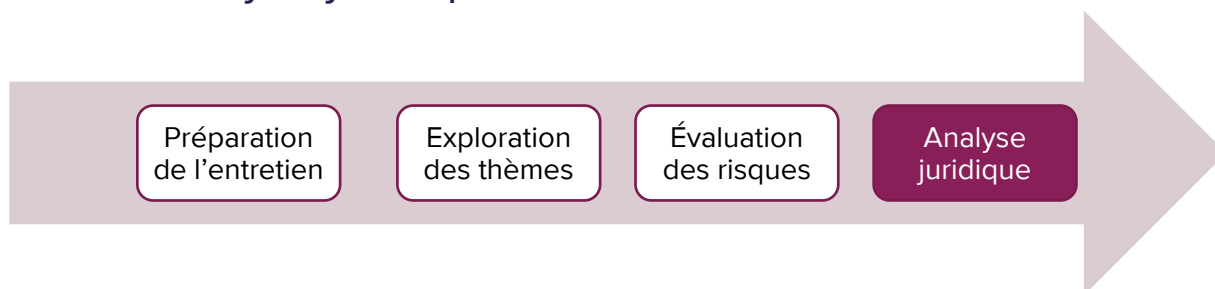 Préparation
de l’entretien
Exploration
des thèmes
Évaluation
des risques
Analyse
juridique